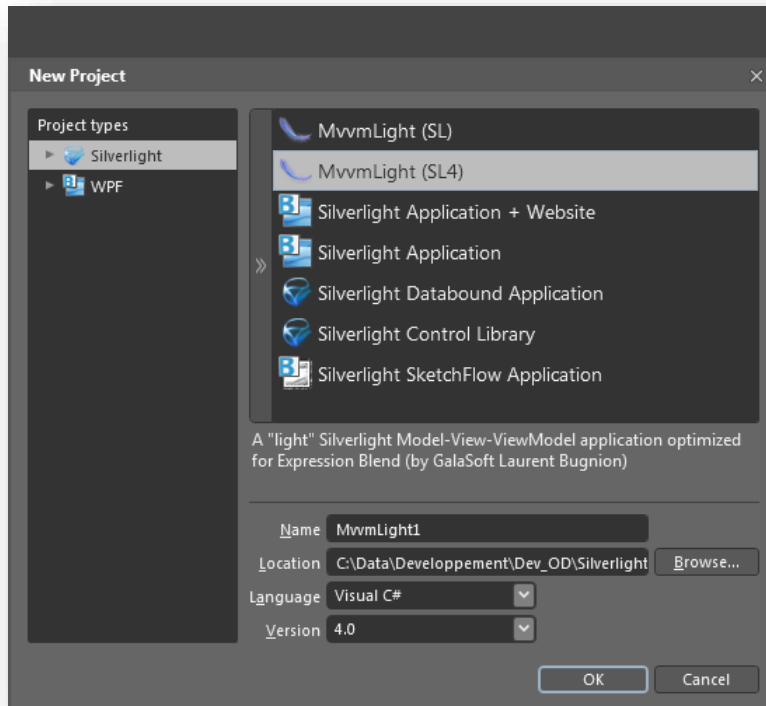 New Project
Project types
Silverlight
WPF
MvvmLight (SL)
MvvmLight (SL4)
Silverlight Application + Website
Silverlight Application
Silverlight Databound Application
Silverlight Control Library
Silverlight SketchFlow Application
A "light" Silverlight Model-View-ViewModel application optimized
for Expression Blend (by GalaSoft Laurent Bugnion)
Name MvvmLight1
Location C:\Data\Developpement\Dev_OD\Silverlight Browse...
Language Visual C#
Version 4.0
OK Cancel